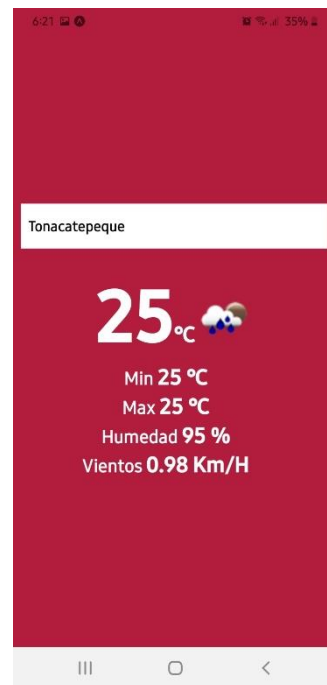 6:21 35%
Tonacatepeque
25°C
Min 25 °C
Max 25 °C
Humedad 95 %
Vientos 0.98 Km/H